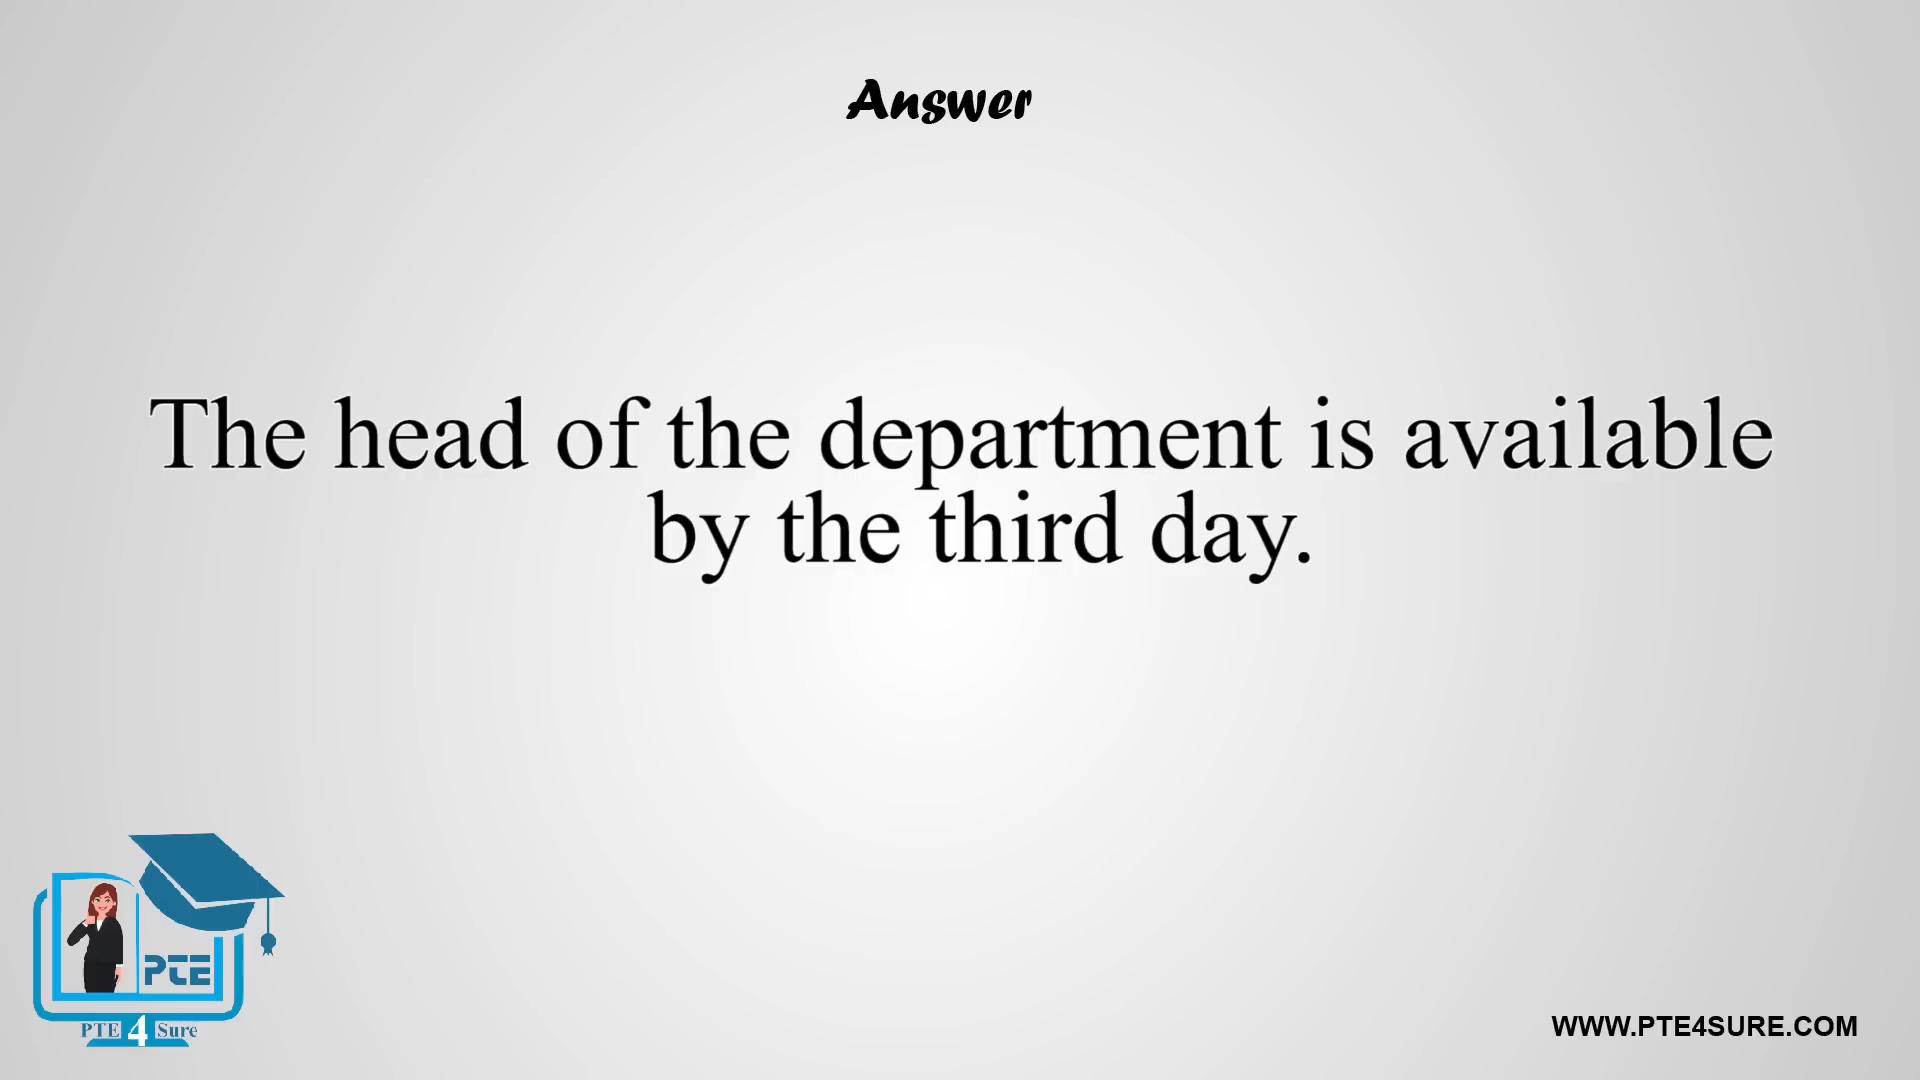 Answer
The head of the department is available
by the third day.
PTE
PTE 4 Sure
WWW.PTE4SURE.COM